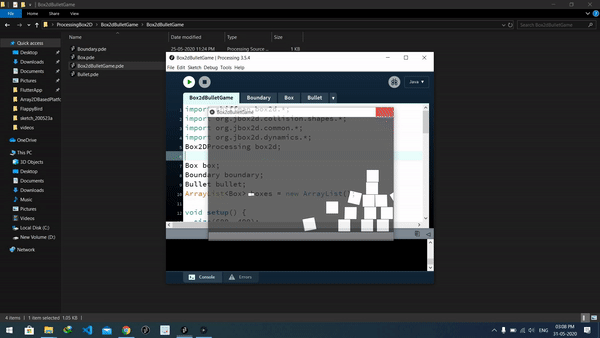 Box2dBulletGame
File Home Share View
ProcessingBox2D > Box2dBulletGame > Box2dBulletGame
Search Box2dBulletGame
Name Date modified Type Size
Quick access
Desktop
Downloads
Documents
Pictures
FlutterApp
Array2DBasedPlatfo
FlappyBird
sketch_200523a
videos
OneDrive
This PC
3D Objects
Desktop
Documents
Downloads
Music
Pictures
Videos
Local Disk (C:)
New Volume (D:)
Network
Boundary.pde 25-05-2020 11:24 PM Processing Source ... 1 KB
Box.pde
Box2dBulletGame.pde
Bullet.pde
Box2dBulletGame | Processing 3.5.4
File Edit Sketch Debug Tools Help
Java
Box2dBulletGame Boundary Box Bullet
Box2dBulletGame
import org.jbox2d.collision.shapes.*;
import org.jbox2d.common.*;
import org.jbox2d.dynamics.*;
Box2DProcessing box2d;
Box box;
Boundary boundary;
Bullet bullet;
ArrayList<Box> boxes = new ArrayList
void setup() {
Console Errors
4 items 1 item selected 1.05 KB
ENG
03:08 PM
31-05-2020